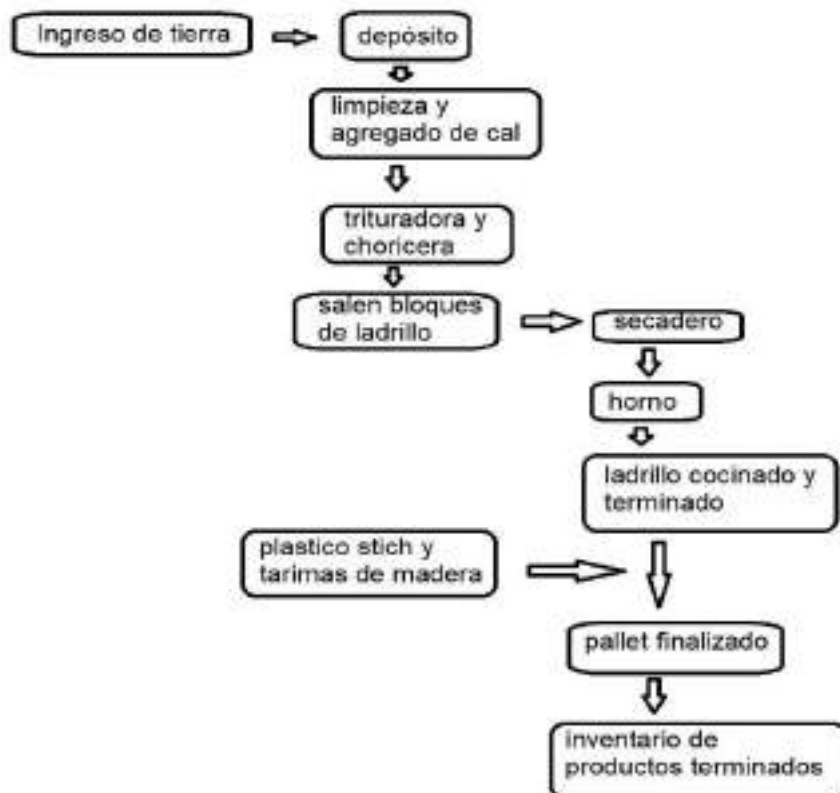 Ingreso de tierra
depósito
limpieza y
agregado de cal
trituradora y
choricera
salen bloques
de ladrillo
secadero
horno
ladrillo cocinado y
terminado
plastico stich y
tarimas de madera
pallet finalizado
inventario de
productos terminados